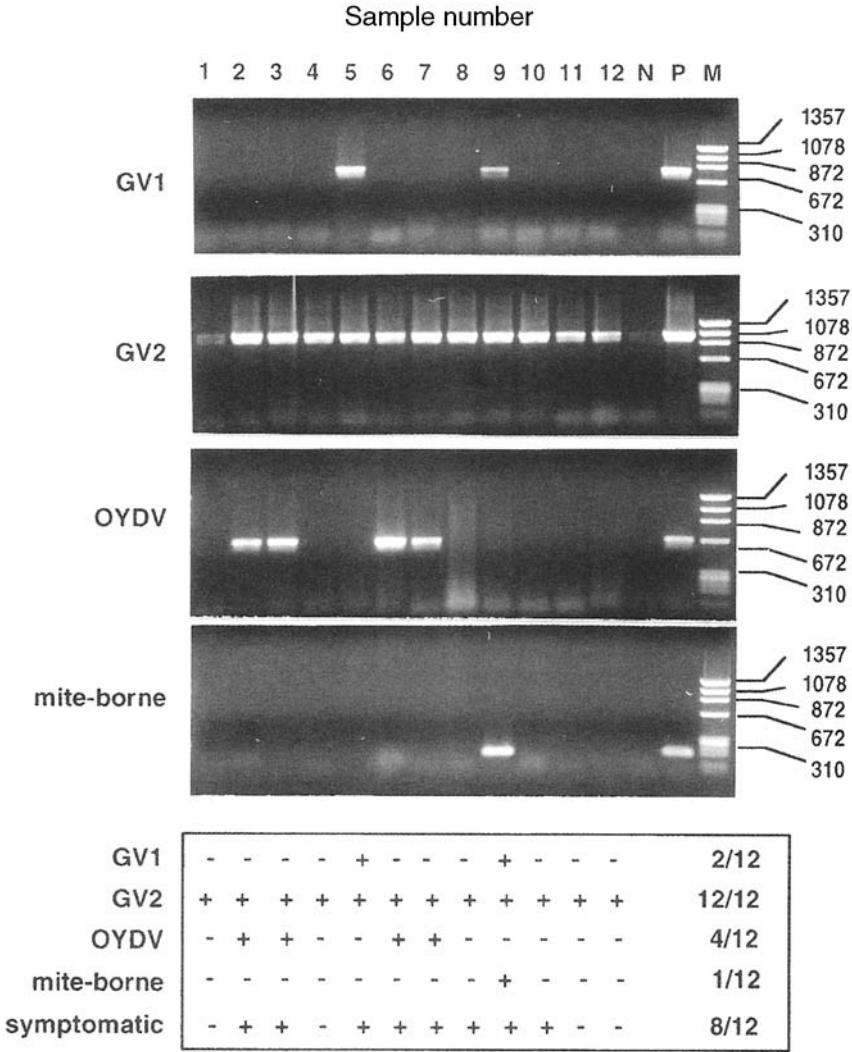 Sample number
1 2 3 4 5 6 7 8 9 10 11 12 N P M
GV1
1357
1078
872
672
310
GV2
1357
1078
872
672
310
OYDV
1357
1078
872
672
310
mite-borne
1357
1078
872
672
310
GV1 - - - - + - - - + - - - 2/12
GV2 + + + + + + + + + + + + 12/12
OYDV - + + - - + + - - - - - 4/12
mite-borne - - - - - - - - + - - - 1/12
symptomatic - + + - + + + + + + - - 8/12